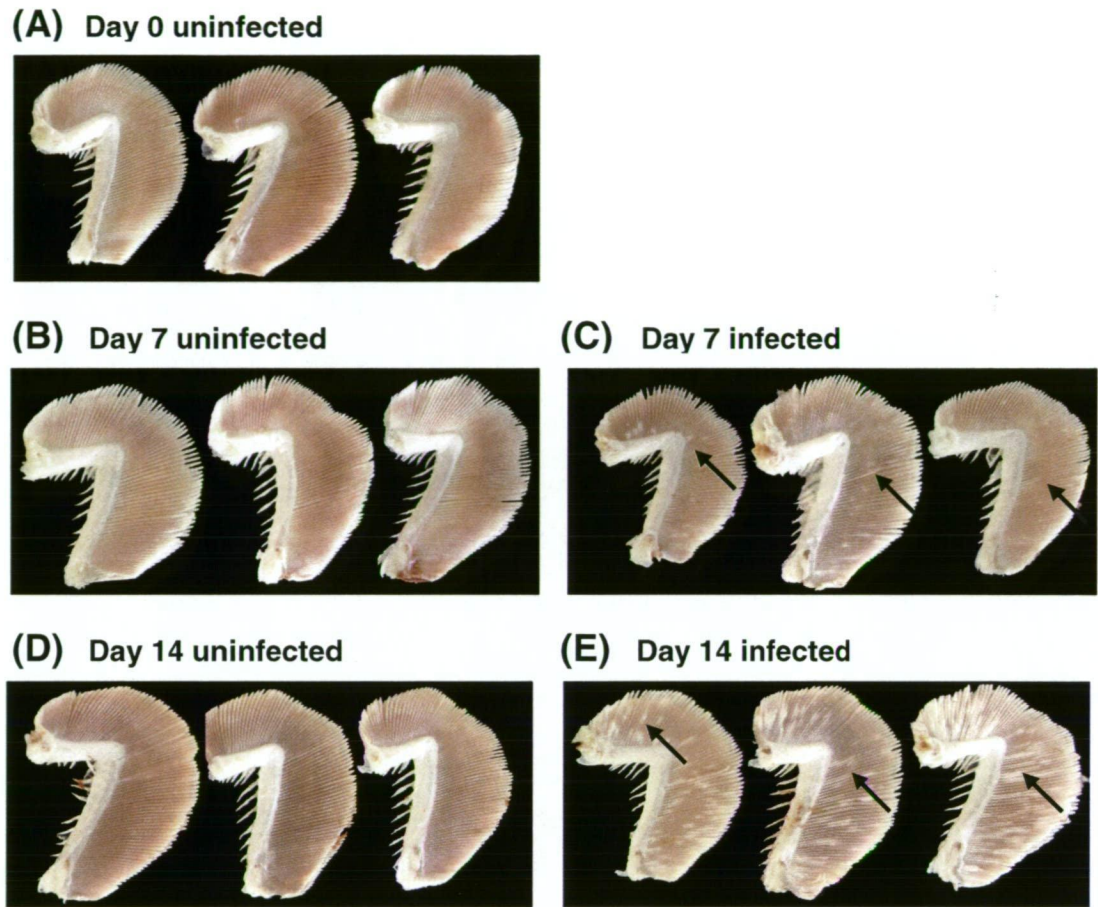 (A) Day 0 uninfected
(B) Day 7 uninfected
(C) Day 7 infected
(D) Day 14 uninfected
(E) Day 14 infected